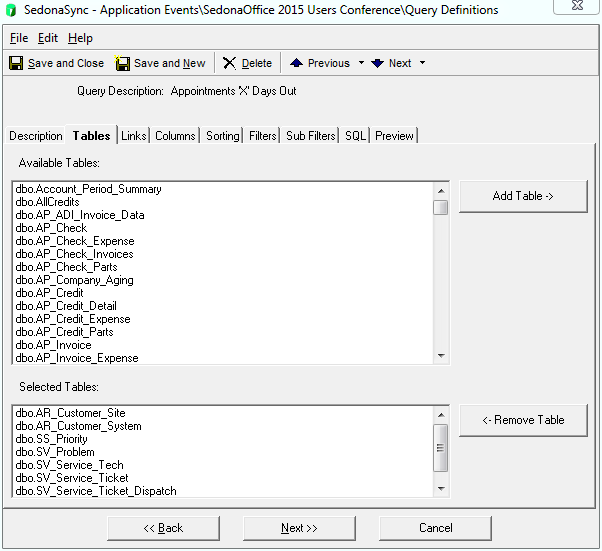 SedonaSync - Application Events\SedonaOffice 2015 Users Conference\Query Definitions
File Edit Help
Save and Close Save and New Delete Previous Next
Query Description: Appointments 'X' Days Out
Description Tables Links Columns Sorting Filters Sub Filters SQL Preview
Available Tables:
dbo.Account_Period_Summary
dbo.AllCredits
dbo.AP_ADI_Invoice_Data
dbo.AP_Check
dbo.AP_Check_Expense
dbo.AP_Check_Invoices
dbo.AP_Check_Parts
dbo.AP_Company_Aging
dbo.AP_Credit
dbo.AP_Credit_Detail
dbo.AP_Credit_Expense
dbo.AP_Credit_Parts
dbo.AP_Invoice
dbo.AP_Invoice_Expense
Add Table ->
Selected Tables:
dbo.AR_Customer_Site
dbo.AR_Customer_System
dbo.SS_Priority
dbo.SV_Problem
dbo.SV_Service_Tech
dbo.SV_Service_Ticket
dbo.SV_Service_Ticket_Dispatch
<- Remove Table
<< Back Next >> Cancel